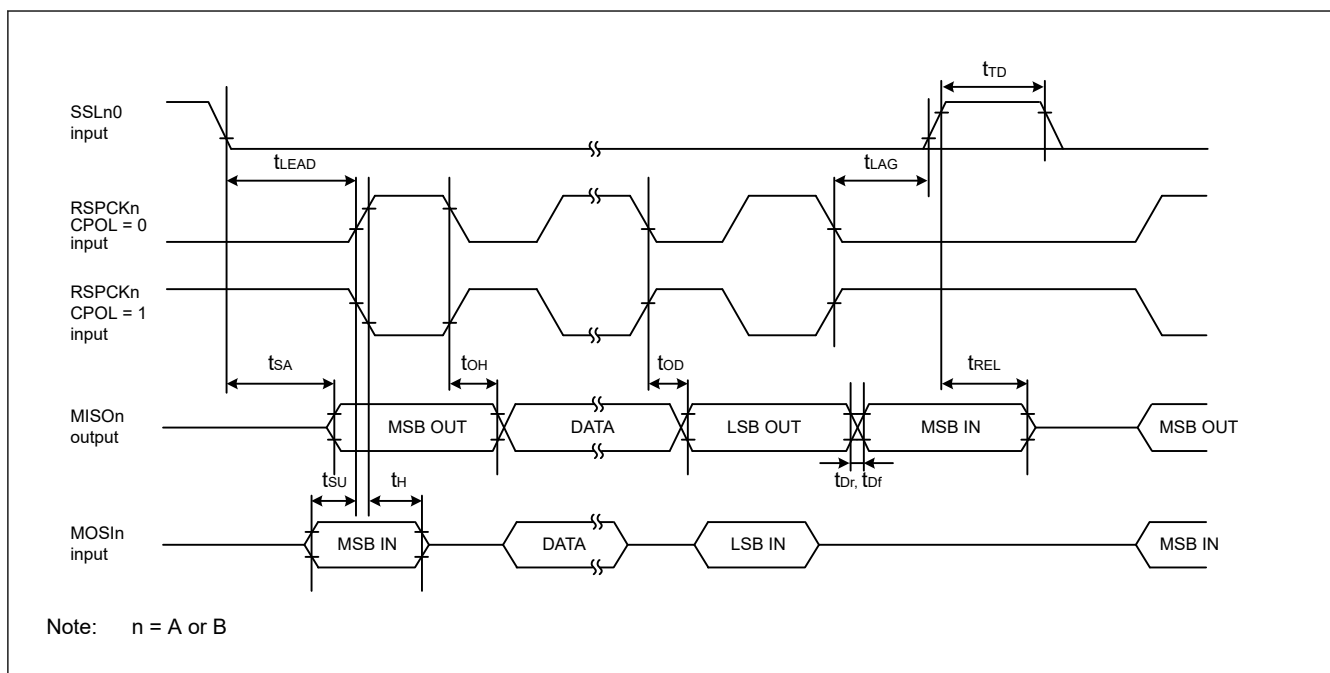 tTD
SSLn0
input
tLEAD
tLAG
RSPCKn
CPOL = 0
input
RSPCKn
CPOL = 1
input
tSA
tOH
tOD
tREL
MISOn
output
MSB OUT
DATA
LSB OUT
MSB IN
MSB OUT
tSU
tH
tDr, tDf
MOSIn
input
MSB IN
DATA
LSB IN
MSB IN
Note: n = A or B